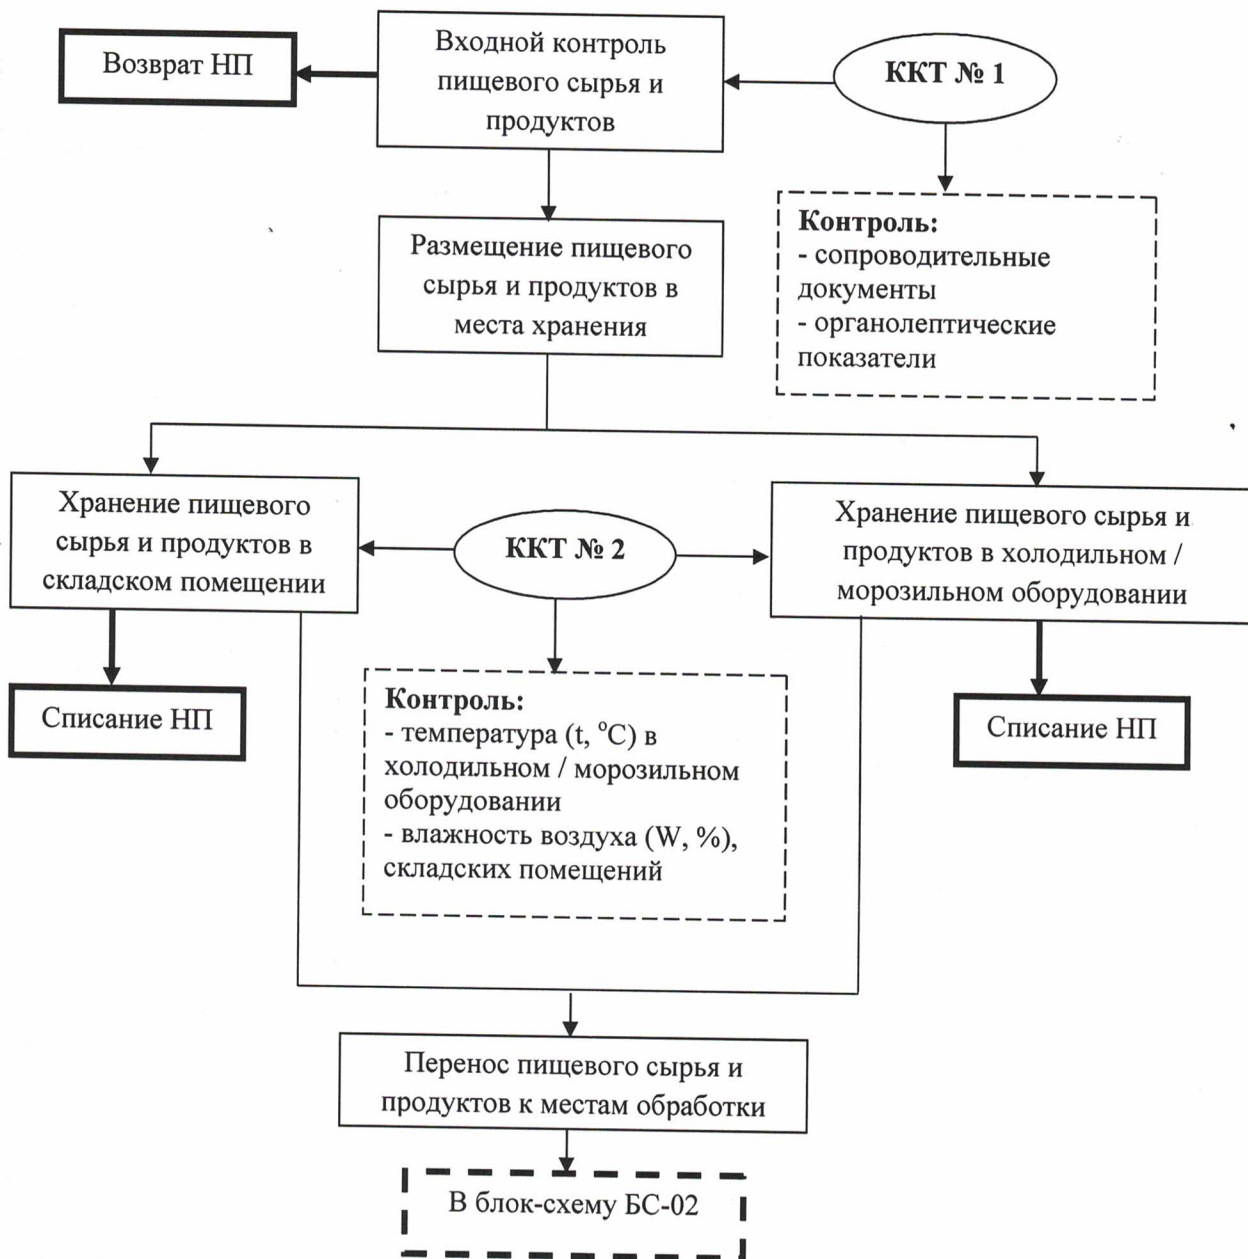 Возврат НП
Входной контроль
пищевого сырья и
продуктов
ККТ № 1
Размещение пищевого
сырья и продуктов в
места хранения
Контроль:
- сопроводительные
документы
- органолептические
показатели
Хранение пищевого
сырья и продуктов в
складском помещении
ККТ № 2
Хранение пищевого сырья и
продуктов в холодильном /
морозильном оборудовании
Списание НП
Контроль:
- температура (t, °С) в
холодильном / морозильном
оборудовании
- влажность воздуха (W, %),
складских помещений
Списание НП
Перенос пищевого сырья и
продуктов к местам обработки
В блок-схему БС-02